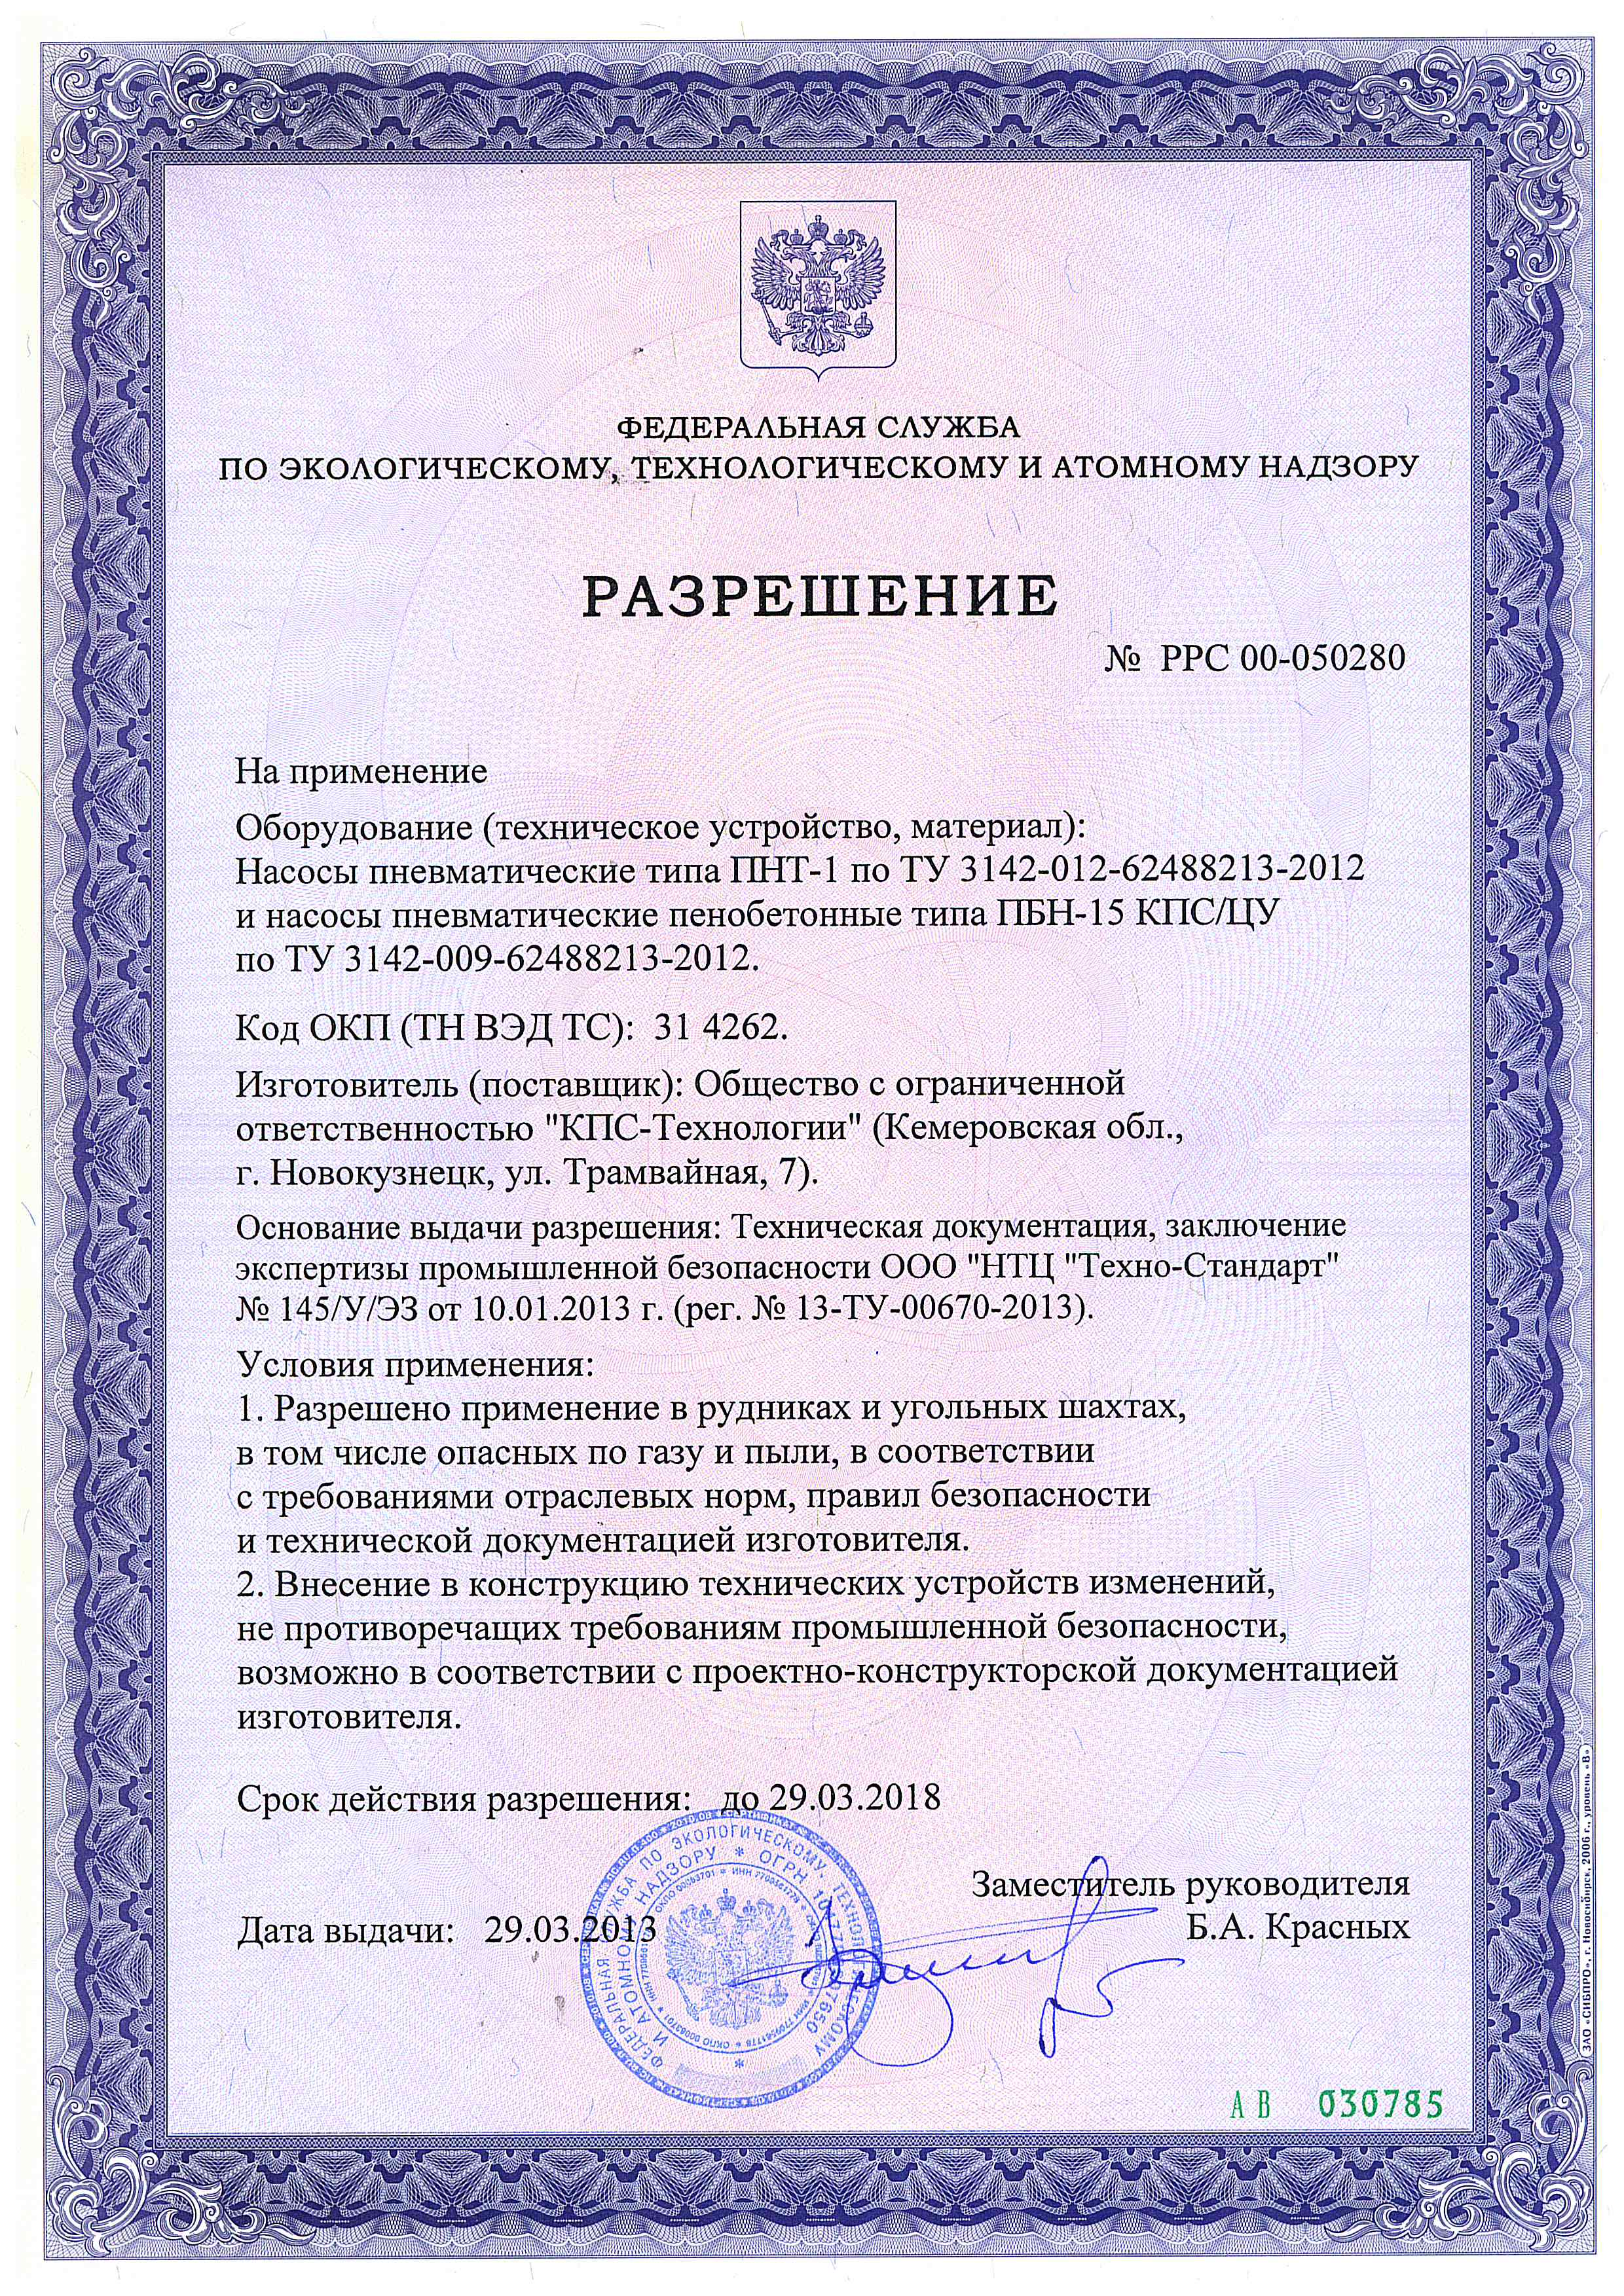 ФЕДЕРАЛЬНАЯ СЛУЖБА
ПО ЭКОЛОГИЧЕСКОМУ, ТЕХНОЛОГИЧЕСКОМУ И АТОМНОМУ НАДЗОРУ
РАЗРЕШЕНИЕ
№ РРС 00-050280
На применение
Оборудование (техническое устройство, материал):
Насосы пневматические типа ПНТ-1 по ТУ 3142-012-62488213-2012
и насосы пневматические пенобетонные типа ПБН-15 КПС/ЦУ
по ТУ 3142-009-62488213-2012.
Код ОКП (ТН ВЭД ТС): 31 4262.
Изготовитель (поставщик): Общество с ограниченной
ответственностью "КПС-Технологии" (Кемеровская обл.,
г. Новокузнецк, ул. Трамвайная, 7).
Основание выдачи разрешения: Техническая документация, заключение
экспертизы промышленной безопасности ООО "НТЦ "Техно-Стандарт"
№ 145/У/ЭЗ от 10.01.2013 г. (рег. № 13-ТУ-00670-2013).
Условия применения:
1. Разрешено применение в рудниках и угольных шахтах,
в том числе опасных по газу и пыли, в соответствии
с требованиями отраслевых норм, правил безопасности
и технической документацией изготовителя.
2. Внесение в конструкцию технических устройств изменений,
не противоречащих требованиям промышленной безопасности,
возможно в соответствии с проектно-конструкторской документацией
изготовителя.
Срок действия разрешения: до 29.03.2018
Заместитель руководителя
Дата выдачи: 29.03.2013
Б.А. Красных
ФЕДЕРАЛЬНАЯ СЛУЖБА ПО ЭКОЛОГИЧЕСКОМУ, ТЕХНОЛОГИЧЕСКОМУ
И АТОМНОМУ НАДЗОРУ * ОГРН
АВ 030785
ЗАО «СИБПРО», г. Новосибирск, 2006 г., уровень «В»